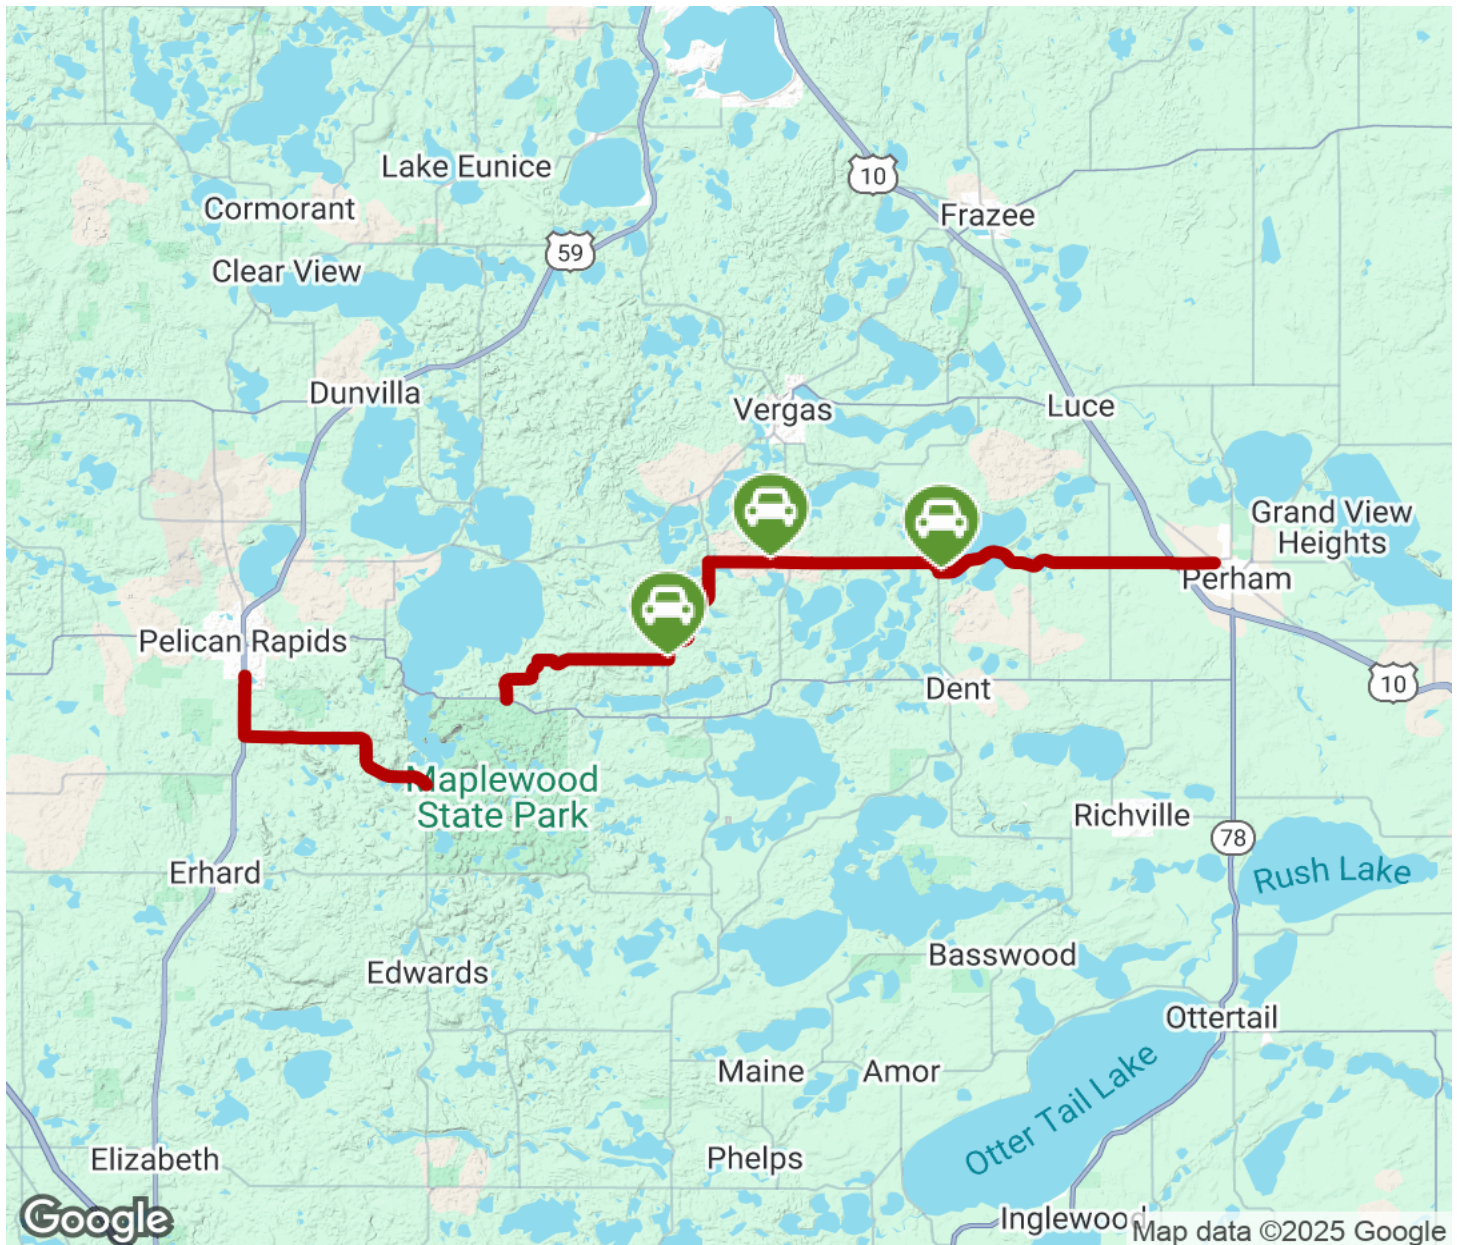 Lake Eunice
10
Cormorant
Frazee
59
Clear View
Dunvilla
Vergas
Luce
Grand View
Heights
Perham
Pelican Rapids
Dent
10
Maplewood
State Park
Richville
78
Erhard
Rush Lake
Basswood
Edwards
Ottertail
Maine
Amor
Otter Tail Lake
Phelps
Elizabeth
Google
Inglewood
Map data ©2025 Google